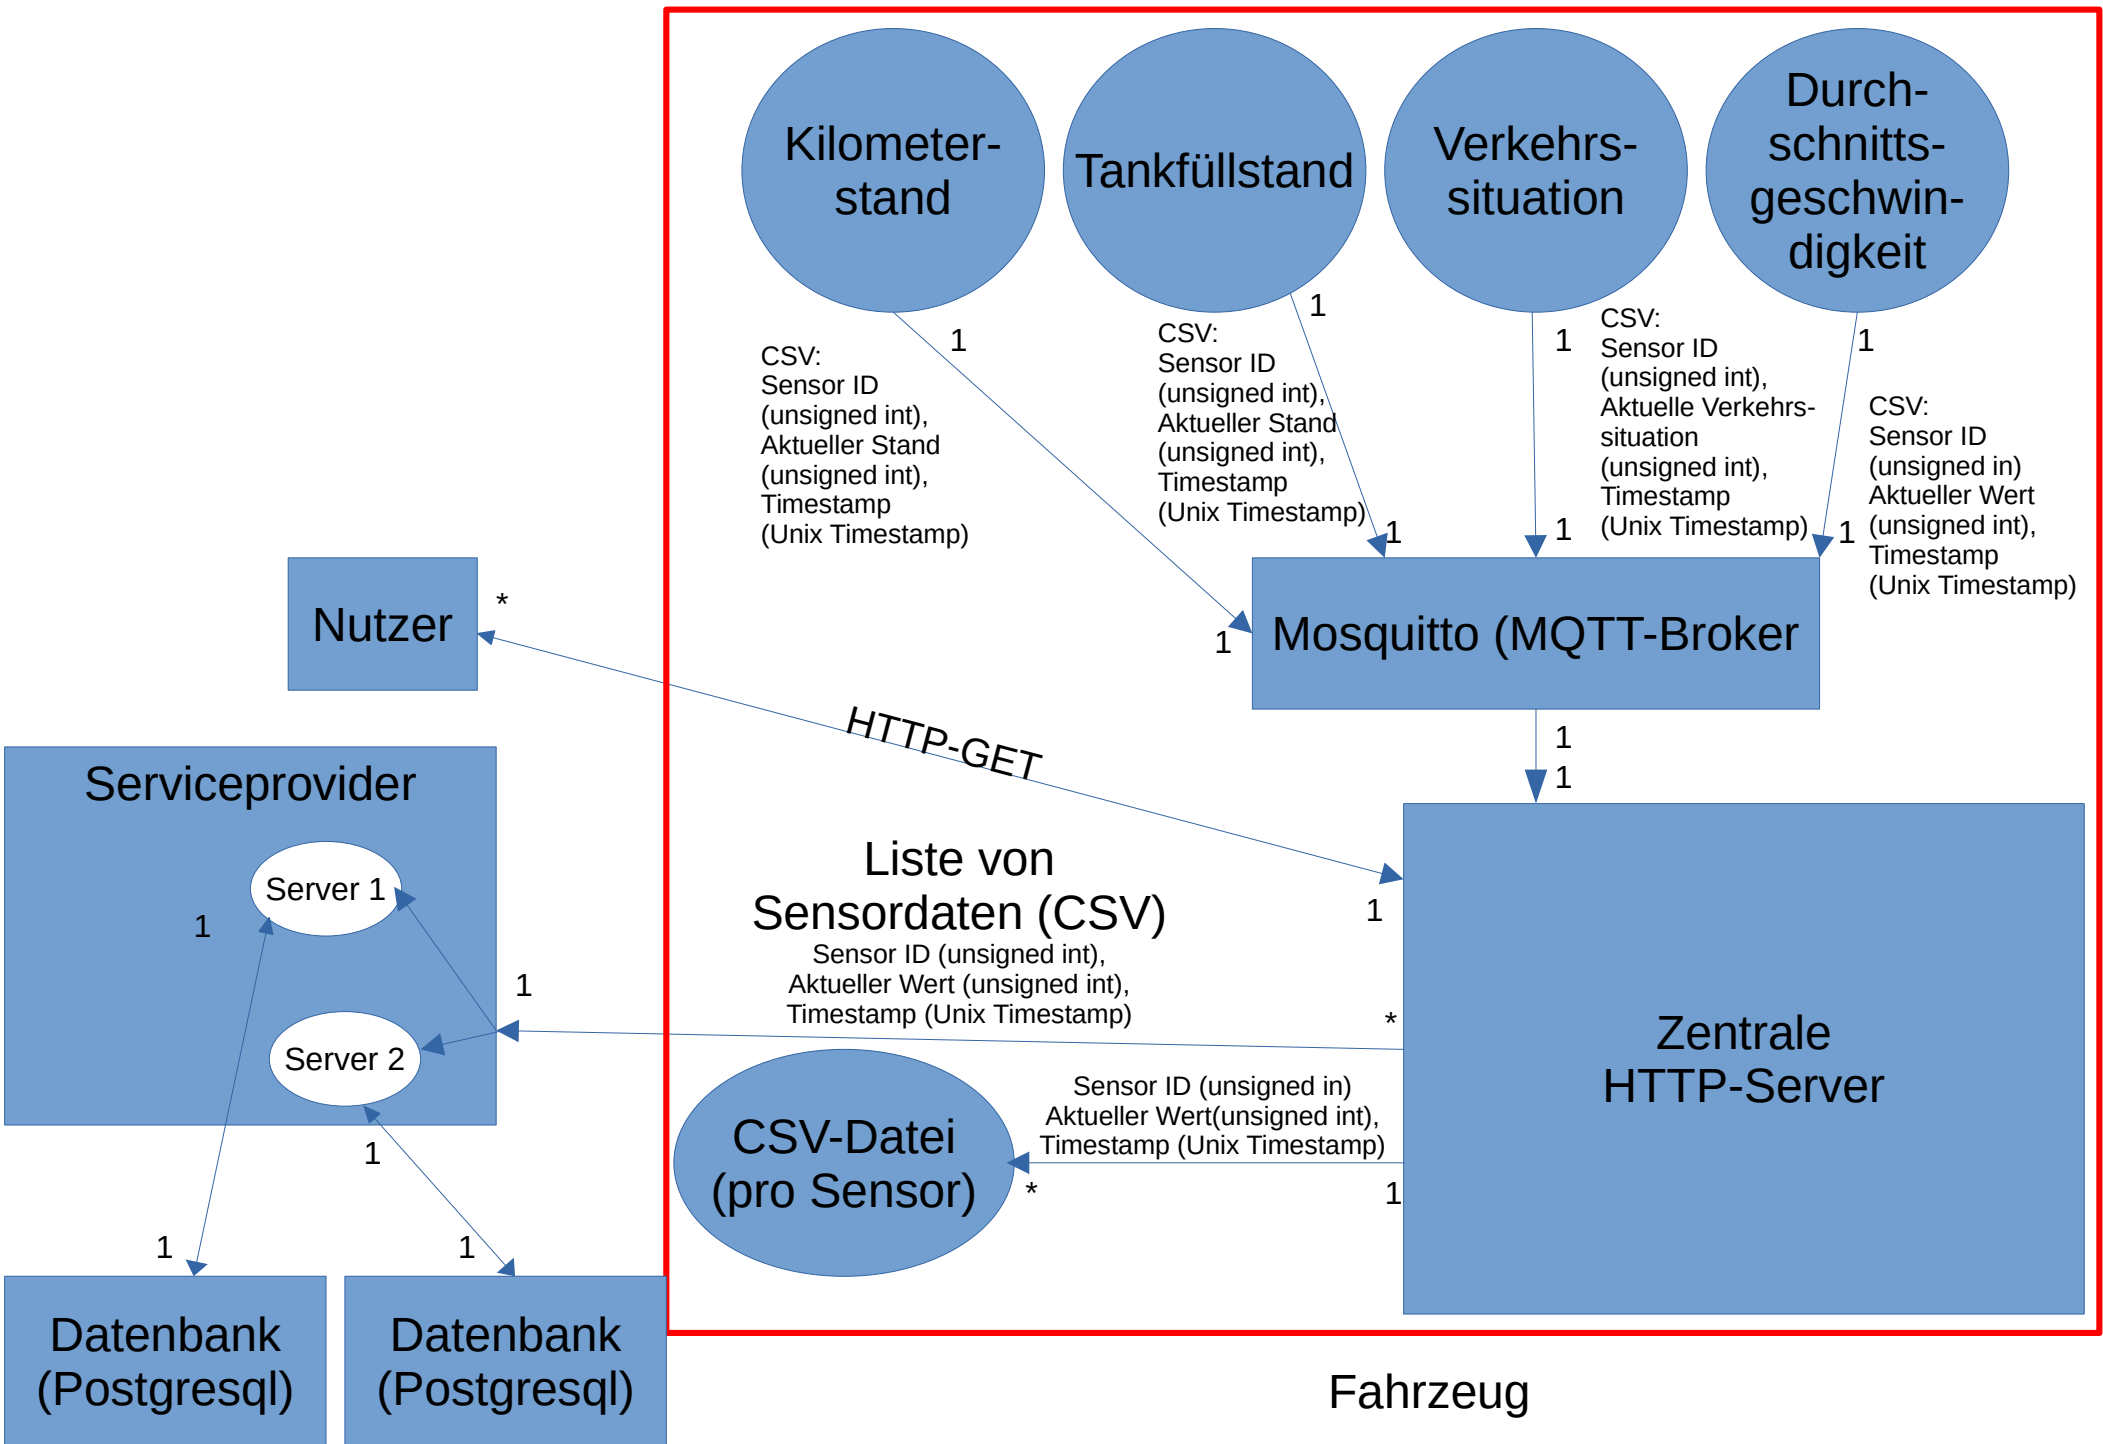 Kilometer-
stand
Tankfüllstand
Verkehrs-
situation
Durch-
schnitts-
geschwin-
digkeit
1
1
1
1
CSV:
Sensor ID
(unsigned int),
Aktueller Stand
(unsigned int),
Timestamp
(Unix Timestamp)
CSV:
Sensor ID
(unsigned int),
Aktueller Stand
(unsigned int),
Timestamp
(Unix Timestamp)
CSV:
Sensor ID
(unsigned int),
Aktuelle Verkehrs-
situation
(unsigned int),
Timestamp
(Unix Timestamp)
CSV:
Sensor ID
(unsigned in)
Aktueller Wert
(unsigned int),
Timestamp
(Unix Timestamp)
1
1
1
1
Nutzer
*
Mosquitto (MQTT-Broker
HTTP-GET
1
1
1
Serviceprovider
Server 1
1
Server 2
1
1
Liste von
Sensordaten (CSV)
Sensor ID (unsigned int),
Aktueller Wert (unsigned int),
Timestamp (Unix Timestamp)
*
Zentrale
HTTP-Server
Sensor ID (unsigned in)
Aktueller Wert(unsigned int),
Timestamp (Unix Timestamp)
CSV-Datei
(pro Sensor)
*
1
1
1
Datenbank
(Postgresql)
Datenbank
(Postgresql)
Fahrzeug